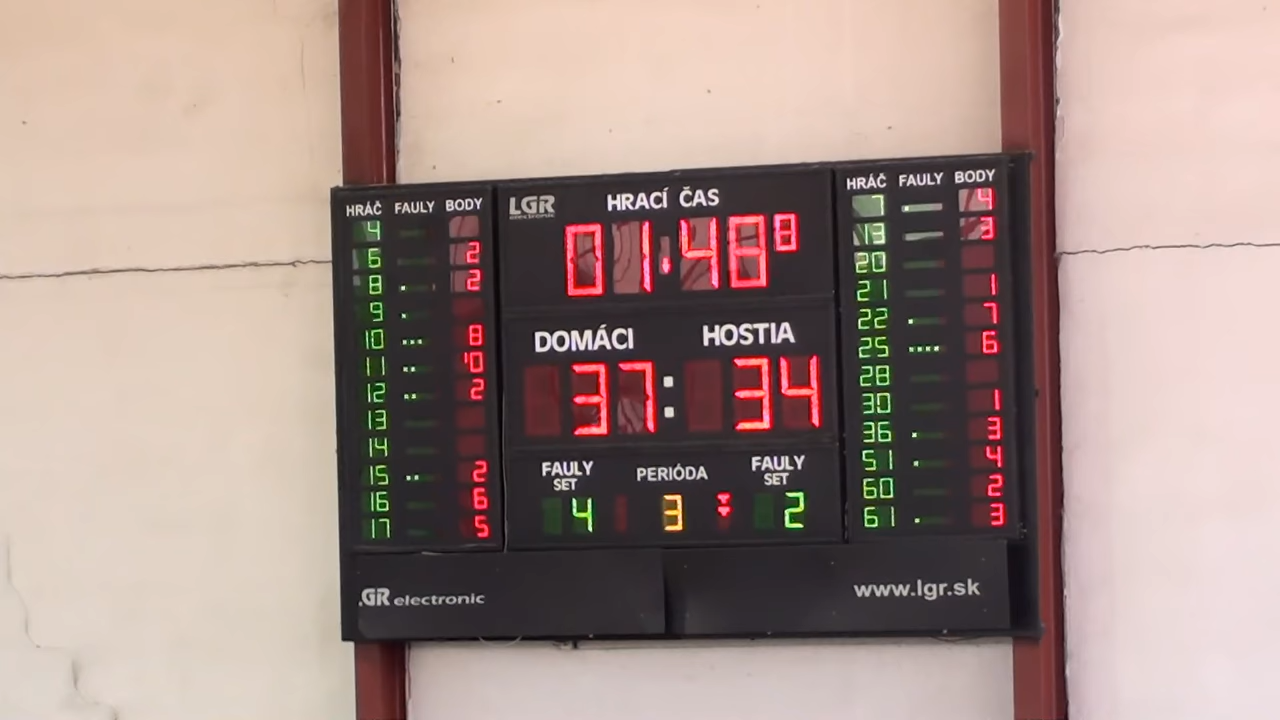 HRÁČ FAULY BODY
4
6 2
8 2
9
10 8
11 10
12 2
13
14
15 2
16 6
17 5
LGR
electronic
HRACÍ ČAS
01:48 8
DOMÁCI HOSTIA
37:34
FAULY SET PERIÓDA FAULY SET
4 3 2
HRÁČ FAULY BODY
7 4
13 3
20
21 1
22 7
25 6
28
30 1
36 3
51 4
60 2
61 3
LGR electronic
www.lgr.sk